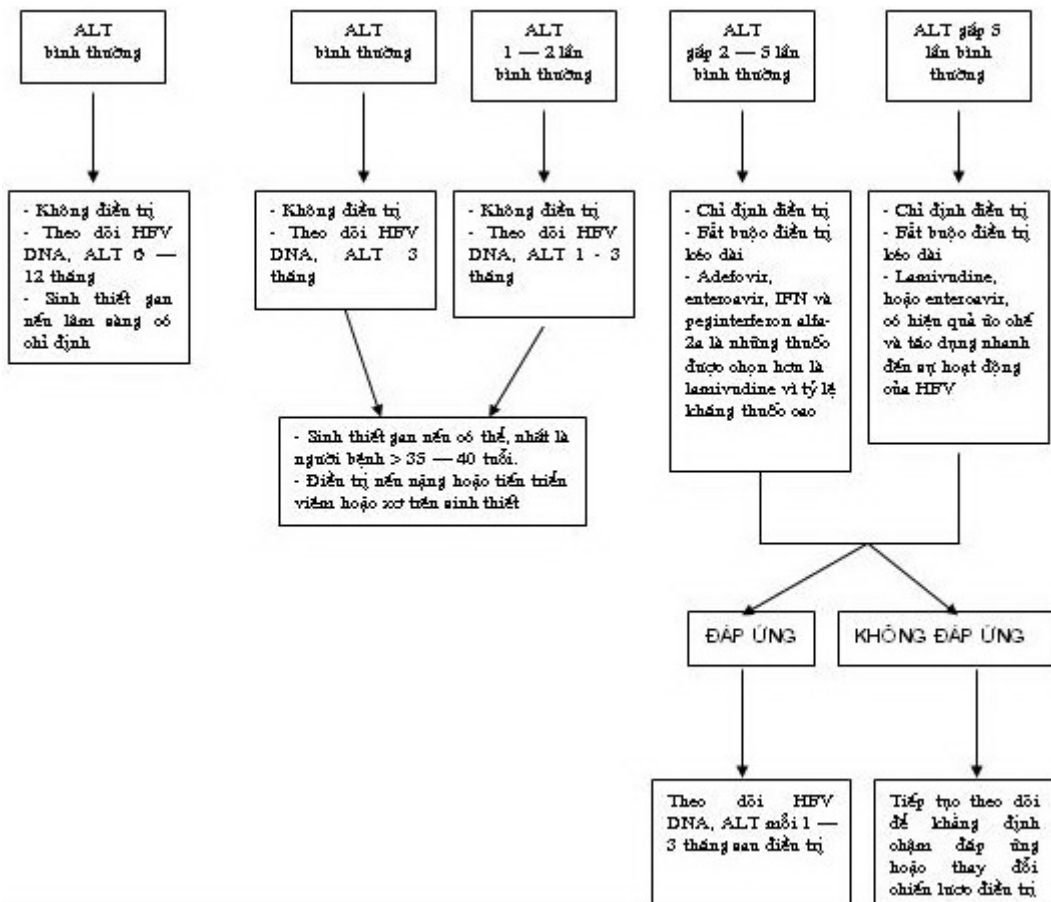 ALT
bình thường
ALT
bình thường
ALT
1 — 2 lần
bình thường
ALT
gấp 2 — 5 lần
bình thường
ALT gấp 5
lần bình
thường
- Không điều trị
- Theo dõi HBV
DNA, ALT 6 —
12 tháng
- Sinh thiết gan
nếu lâm sàng có
chỉ định
- Không điều trị
- Theo dõi HBV
DNA, ALT 3
tháng
- Không điều trị
- Theo dõi HBV
DNA, ALT 1 - 3
tháng
- Chỉ định điều trị
- Bắt buộc điều trị
kéo dài
- Adefovir,
entercavir, IFN và
peginterferon alfa-
2a là những thuốc
được chọn hơn là
lamivudine vì tỷ lệ
kháng thuốc cao
- Chỉ định điều trị
- Bắt buộc điều trị
kéo dài
- Lamivudine,
hoặc entercavir,
có hiệu quả ức chế
và tác dụng nhanh
đến sự hoạt động
của HBV
- Sinh thiết gan nếu có thể, nhất là
người bệnh > 35 — 40 tuổi.
- Điều trị nếu nặng hoặc tiến triển
viêm hoặc xơ trên sinh thiết
ĐÁP ỨNG
KHÔNG ĐÁP ỨNG
Theo dõi HBV
DNA, ALT mỗi 1 —
3 tháng sau điều trị
Tiếp tục theo dõi
để khẳng định
chậm đáp ứng
hoặc thay đổi
chiến lược điều trị